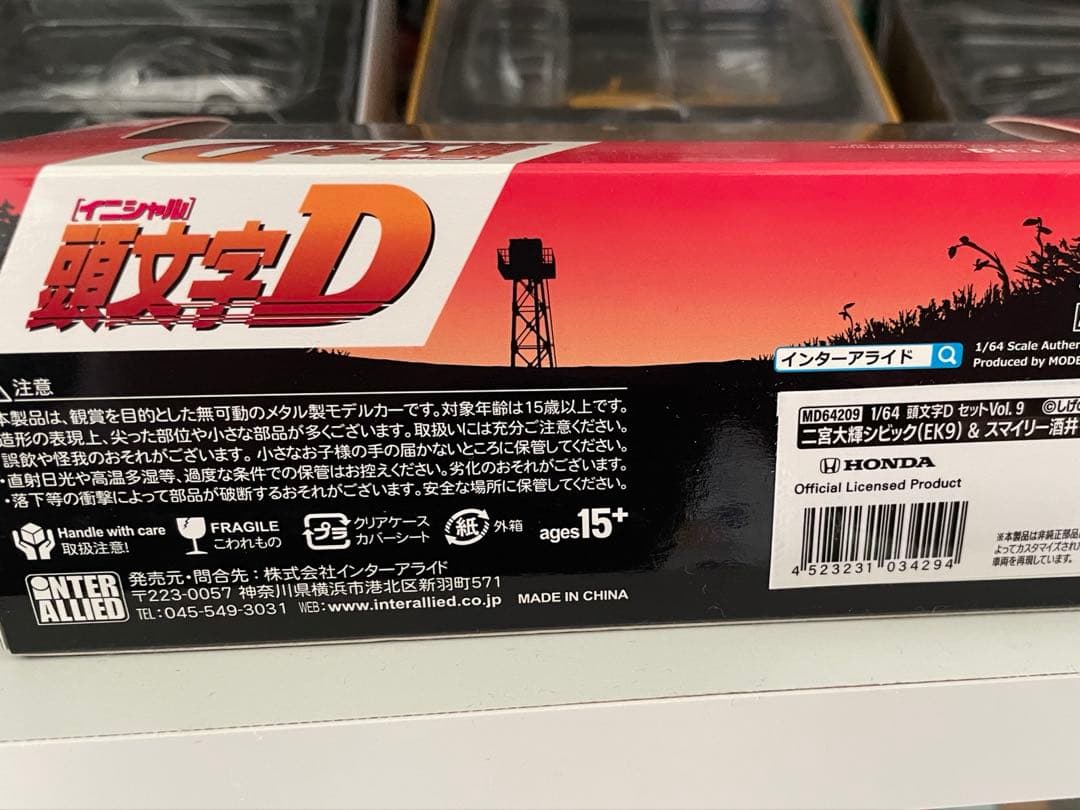 [イニシャル]
頭文字D
インターアライド
1/64 Scale Authen
Produced by MODE
注意
本製品は、観賞を目的とした無可動のメタル製モデルカーです。対象年齢は15歳以上です。
造形の表現上、尖った部位や小さな部品が多くございます。取扱いには充分ご注意ください。
誤飲や怪我のおそれがございます。小さなお子様の手の届かないところに保管してください。
・直射日光や高温多湿等、過度な条件での保管はお控えください。劣化のおそれがございます。
・落下等の衝撃によって部品が破断するおそれがございます。安全な場所に保管してください。
Handle with care
取扱注意!
FRAGILE
こわれもの
プラ
クリアケース
カバーシート
紙
外箱
ages15+
INTER
ALLIED
発売元・問合先:株式会社インターアライド
〒223-0057 神奈川県横浜市港北区新羽町571
TEL:045-549-3031 WEB:www.interallied.co.jp MADE IN CHINA
MD64209 1/64 頭文字D セットVol. 9 ©しげの
二宮大輝シビック(EK9) & スマイリー酒井
HONDA
Official Licensed Product
4 523231 034294
※本製品は非純正部品
よってカスタマイズされ
車両を再現しています。